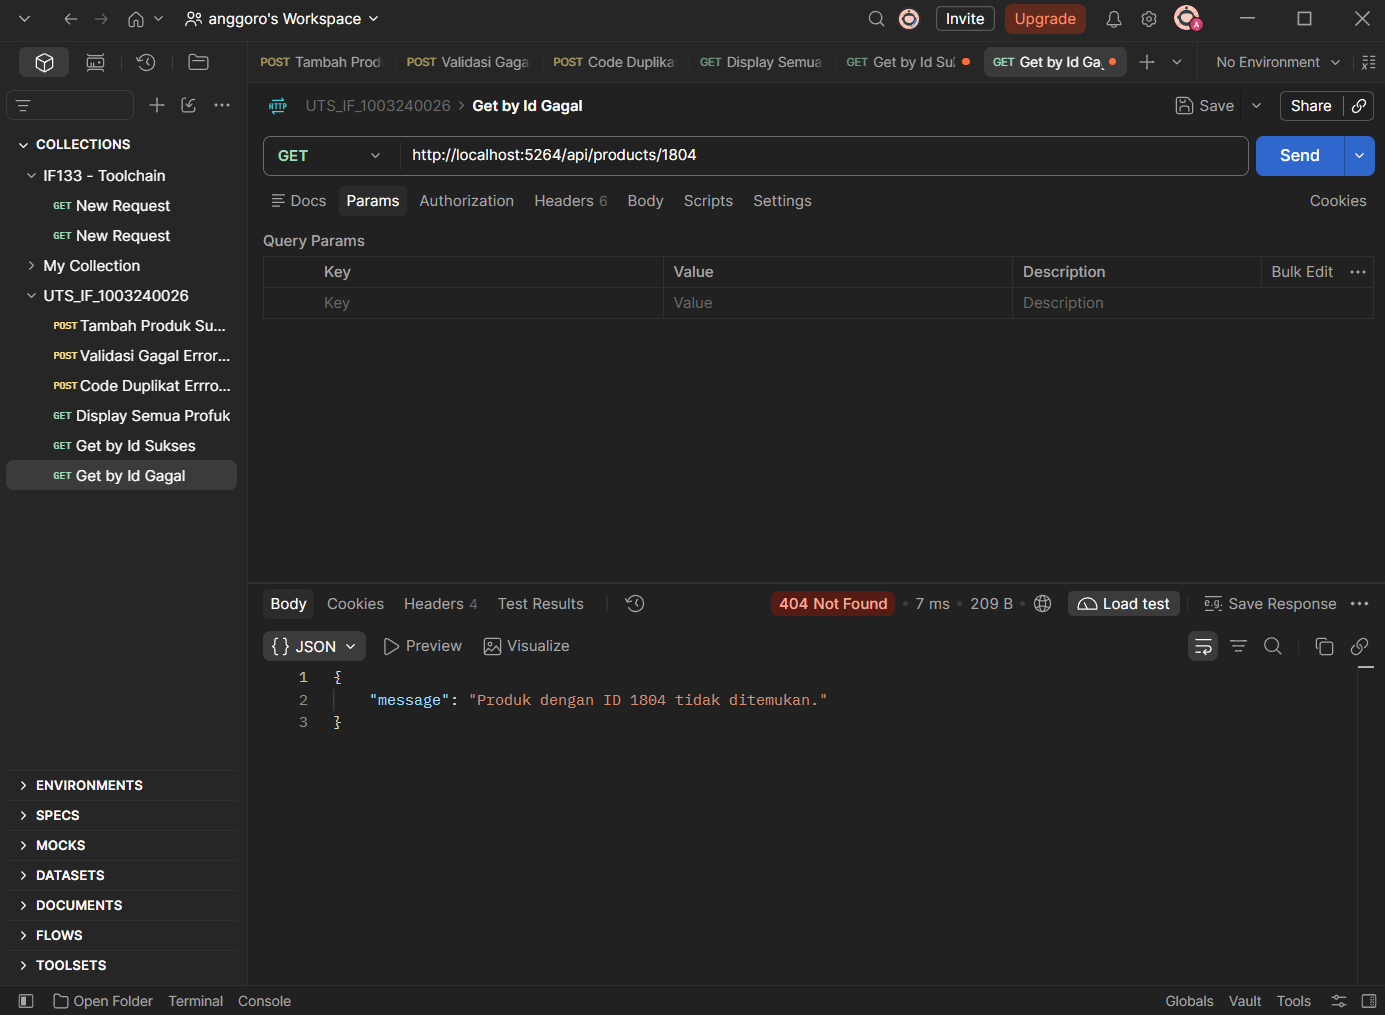 anggoro's Workspace
Invite
Upgrade
POST Tambah Prod
POST Validasi Gaga
POST Code Duplika
GET Display Semua
GET Get by Id Su
GET Get by Id Ga
No Environment
UTS_IF_1003240026 > Get by Id Gagal
Save
Share
GET
http://localhost:5264/api/products/1804
Send
Docs
Params
Authorization
Headers 6
Body
Scripts
Settings
Cookies
Query Params
Key Value Description Bulk Edit
Key Value Description
COLLECTIONS
IF133 - Toolchain
GET New Request
GET New Request
My Collection
UTS_IF_1003240026
POST Tambah Produk Su...
POST Validasi Gagal Error...
POST Code Duplikat Errro...
GET Display Semua Profuk
GET Get by Id Sukses
GET Get by Id Gagal
ENVIRONMENTS
SPECS
MOCKS
DATASETS
DOCUMENTS
FLOWS
TOOLSETS
Body
Cookies
Headers 4
Test Results
404 Not Found
7 ms
209 B
Load test
e.g. Save Response
{} JSON
Preview
Visualize
1 {
2 "message": "Produk dengan ID 1804 tidak ditemukan."
3 }
Open Folder
Terminal
Console
Globals
Vault
Tools